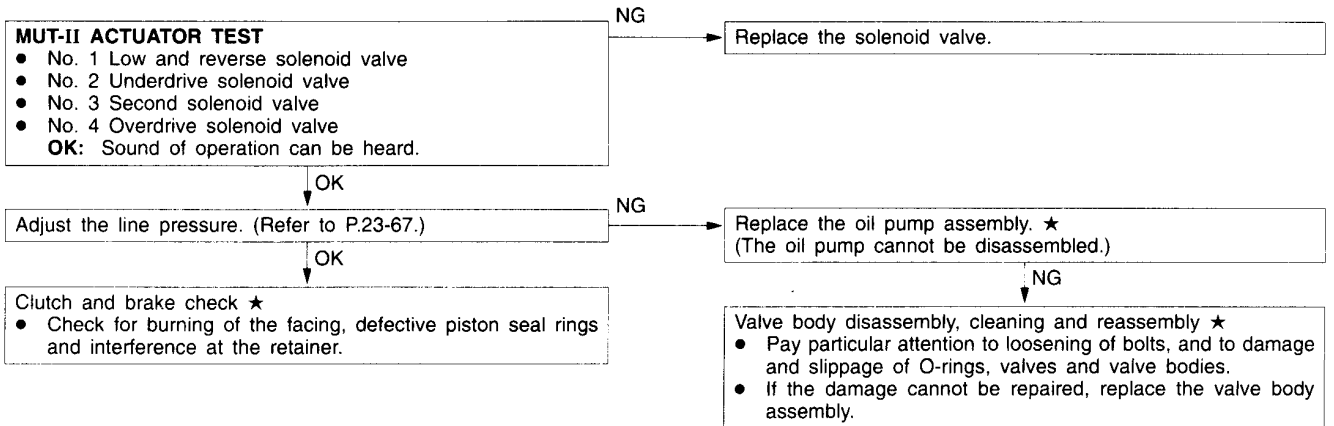 MUT-II ACTUATOR TEST
● No. 1 Low and reverse solenoid valve
● No. 2 Underdrive solenoid valve
● No. 3 Second solenoid valve
● No. 4 Overdrive solenoid valve
OK: Sound of operation can be heard.
NG
Replace the solenoid valve.
OK
Adjust the line pressure. (Refer to P.23-67.)
NG
Replace the oil pump assembly. ★
(The oil pump cannot be disassembled.)
OK
Clutch and brake check ★
● Check for burning of the facing, defective piston seal rings
and interference at the retainer.
NG
Valve body disassembly, cleaning and reassembly ★
● Pay particular attention to loosening of bolts, and to damage
and slippage of O-rings, valves and valve bodies.
● If the damage cannot be repaired, replace the valve body
assembly.